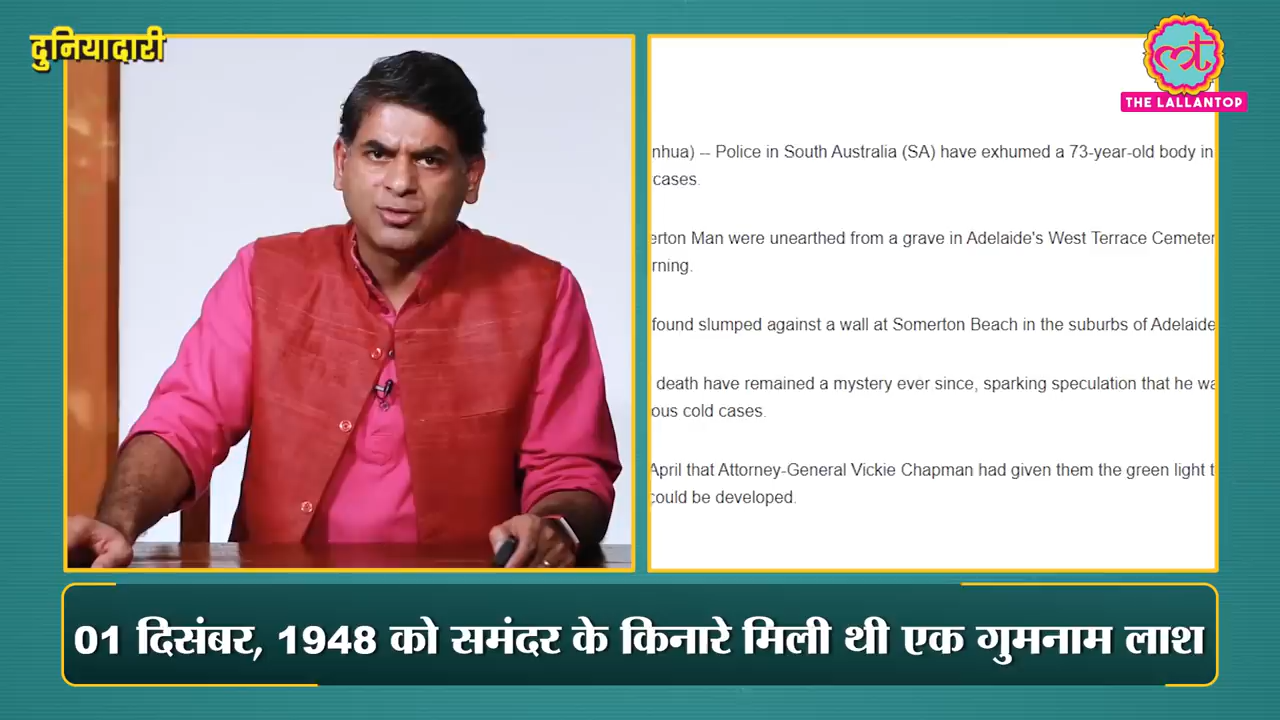 दुनियादारी
THE LALLANTOP
nhua) -- Police in South Australia (SA) have exhumed a 73-year-old body in
cases.
erton Man were unearthed from a grave in Adelaide's West Terrace Cemeter
rning.
found slumped against a wall at Somerton Beach in the suburbs of Adelaide
death have remained a mystery ever since, sparking speculation that he wa
ous cold cases.
April that Attorney-General Vickie Chapman had given them the green light t
could be developed.
01 दिसंबर, 1948 को समंदर के किनारे मिली थी एक गुमनाम लाश